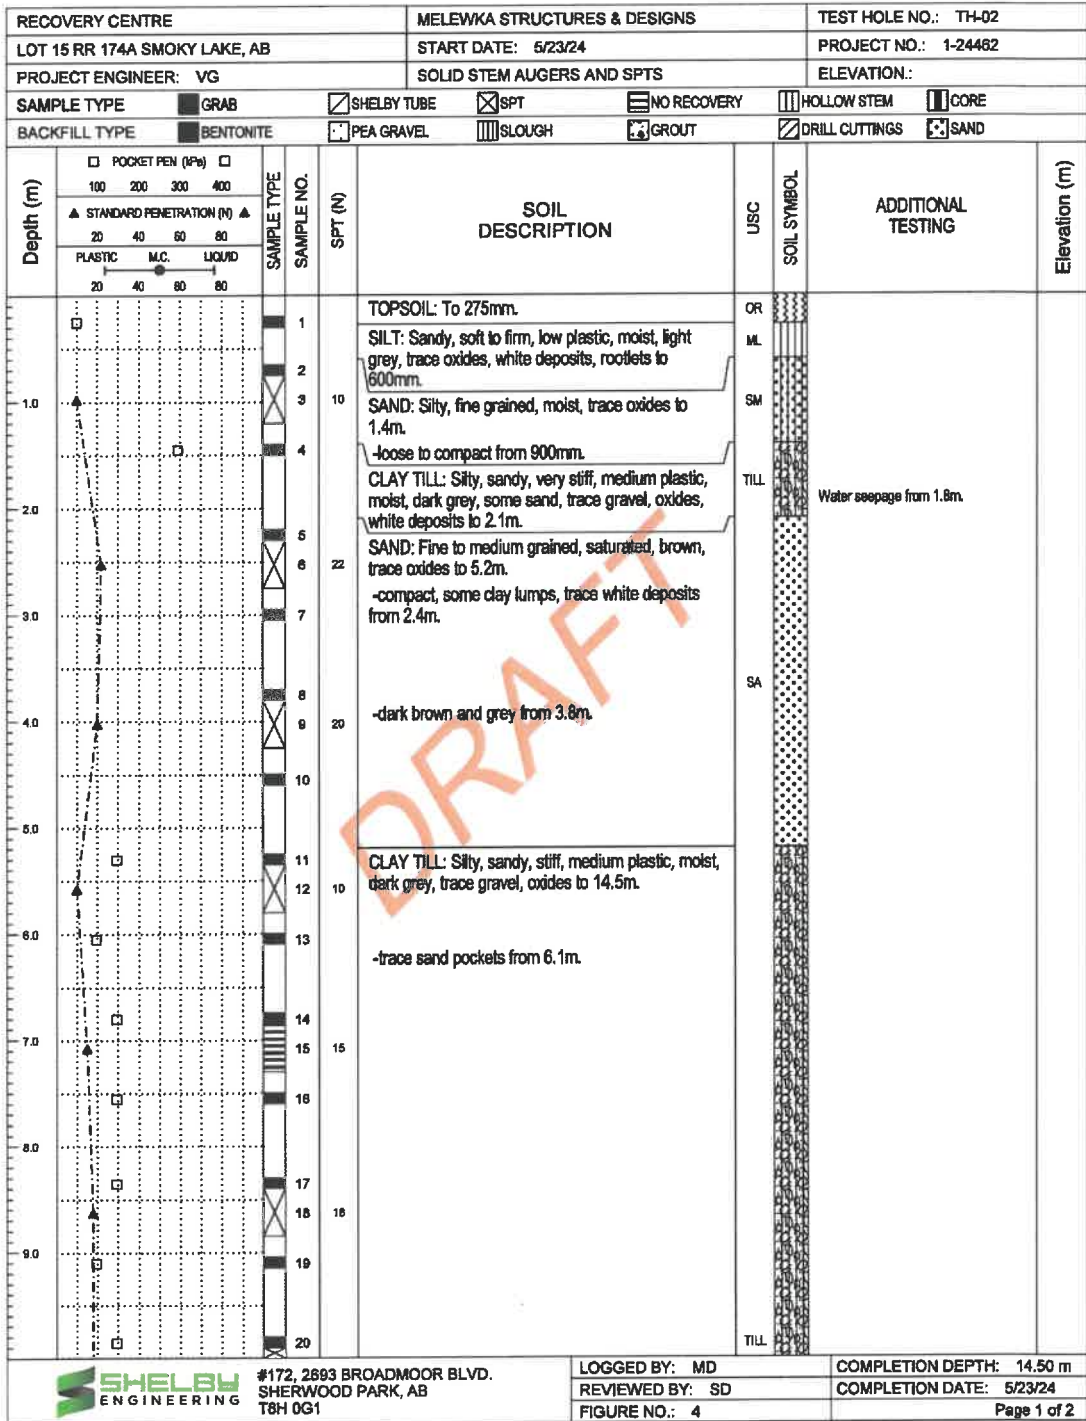 RECOVERY CENTRE
MELEWKA STRUCTURES & DESIGNS
TEST HOLE NO.: TH-02
LOT 15 RR 174A SMOKY LAKE, AB
START DATE: 5/23/24
PROJECT NO.: 1-24462
PROJECT ENGINEER: VG
SOLID STEM AUGERS AND SPTS
ELEVATION.:
SAMPLE TYPE
GRAB
SHELBY TUBE
SPT
NO RECOVERY
HOLLOW STEM
CORE
BACKFILL TYPE
BENTONITE
PEA GRAVEL
SLOUGH
GROUT
DRILL CUTTINGS
SAND
Depth (m)
POCKET PEN (kPa)
100 200 300 400
STANDARD PENETRATION (N)
20 40 60 80
PLASTIC M.C. LIQUID
20 40 60 80
SAMPLE TYPE
SAMPLE NO.
SPT (N)
SOIL
DESCRIPTION
USC
SOIL SYMBOL
ADDITIONAL
TESTING
Elevation (m)
TOPSOIL: To 275mm.
OR
1
SILT: Sandy, soft to firm, low plastic, moist, light
grey, trace oxides, white deposits, rootlets to
600mm.
ML
2
1.0
3
10
SAND: Silty, fine grained, moist, trace oxides to
1.4m.
SM
4
-loose to compact from 900mm.
CLAY TILL: Silty, sandy, very stiff, medium plastic,
moist, dark grey, some sand, trace gravel, oxides,
white deposits to 2.1m.
TILL
Water seepage from 1.8m.
2.0
5
SAND: Fine to medium grained, saturated, brown,
trace oxides to 5.2m.
6
22
-compact, some clay lumps, trace white deposits
from 2.4m.
3.0
7
SA
8
-dark brown and grey from 3.8m.
4.0
9
20
10
5.0
11
CLAY TILL: Silty, sandy, stiff, medium plastic, moist,
dark grey, trace gravel, oxides to 14.5m.
12
10
6.0
13
-trace sand pockets from 6.1m.
14
7.0
15
15
16
8.0
17
18
18
9.0
19
20
TILL
DRAFT
SHELBY
ENGINEERING
#172, 2693 BROADMOOR BLVD.
SHERWOOD PARK, AB
T8H 0G1
LOGGED BY: MD
COMPLETION DEPTH: 14.50 m
REVIEWED BY: SD
COMPLETION DATE: 5/23/24
FIGURE NO.: 4
Page 1 of 2